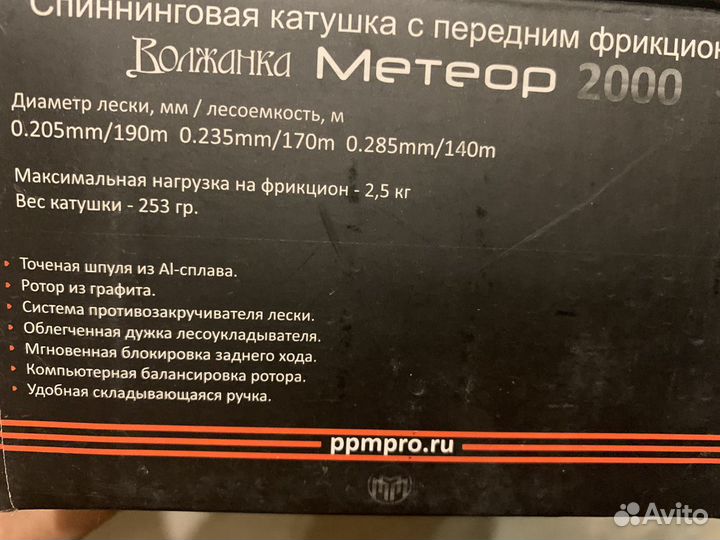 Спиннинговая катушка с передним фрикцион
Волжанка Метеор 2000
Диаметр лески, мм / лесоемкость, м
0.205mm/190m 0.235mm/170m 0.285mm/140m
Максимальная нагрузка на фрикцион - 2,5 кг
Вес катушки - 253 гр.
• Точеная шпуля из Al-сплава.
• Ротор из графита.
• Система противозакручивателя лески.
• Облегченная дужка лесоукладывателя.
• Мгновенная блокировка заднего хода.
• Компьютерная балансировка ротора.
• Удобная складывающаяся ручка.
ppmpro.ru
Avito